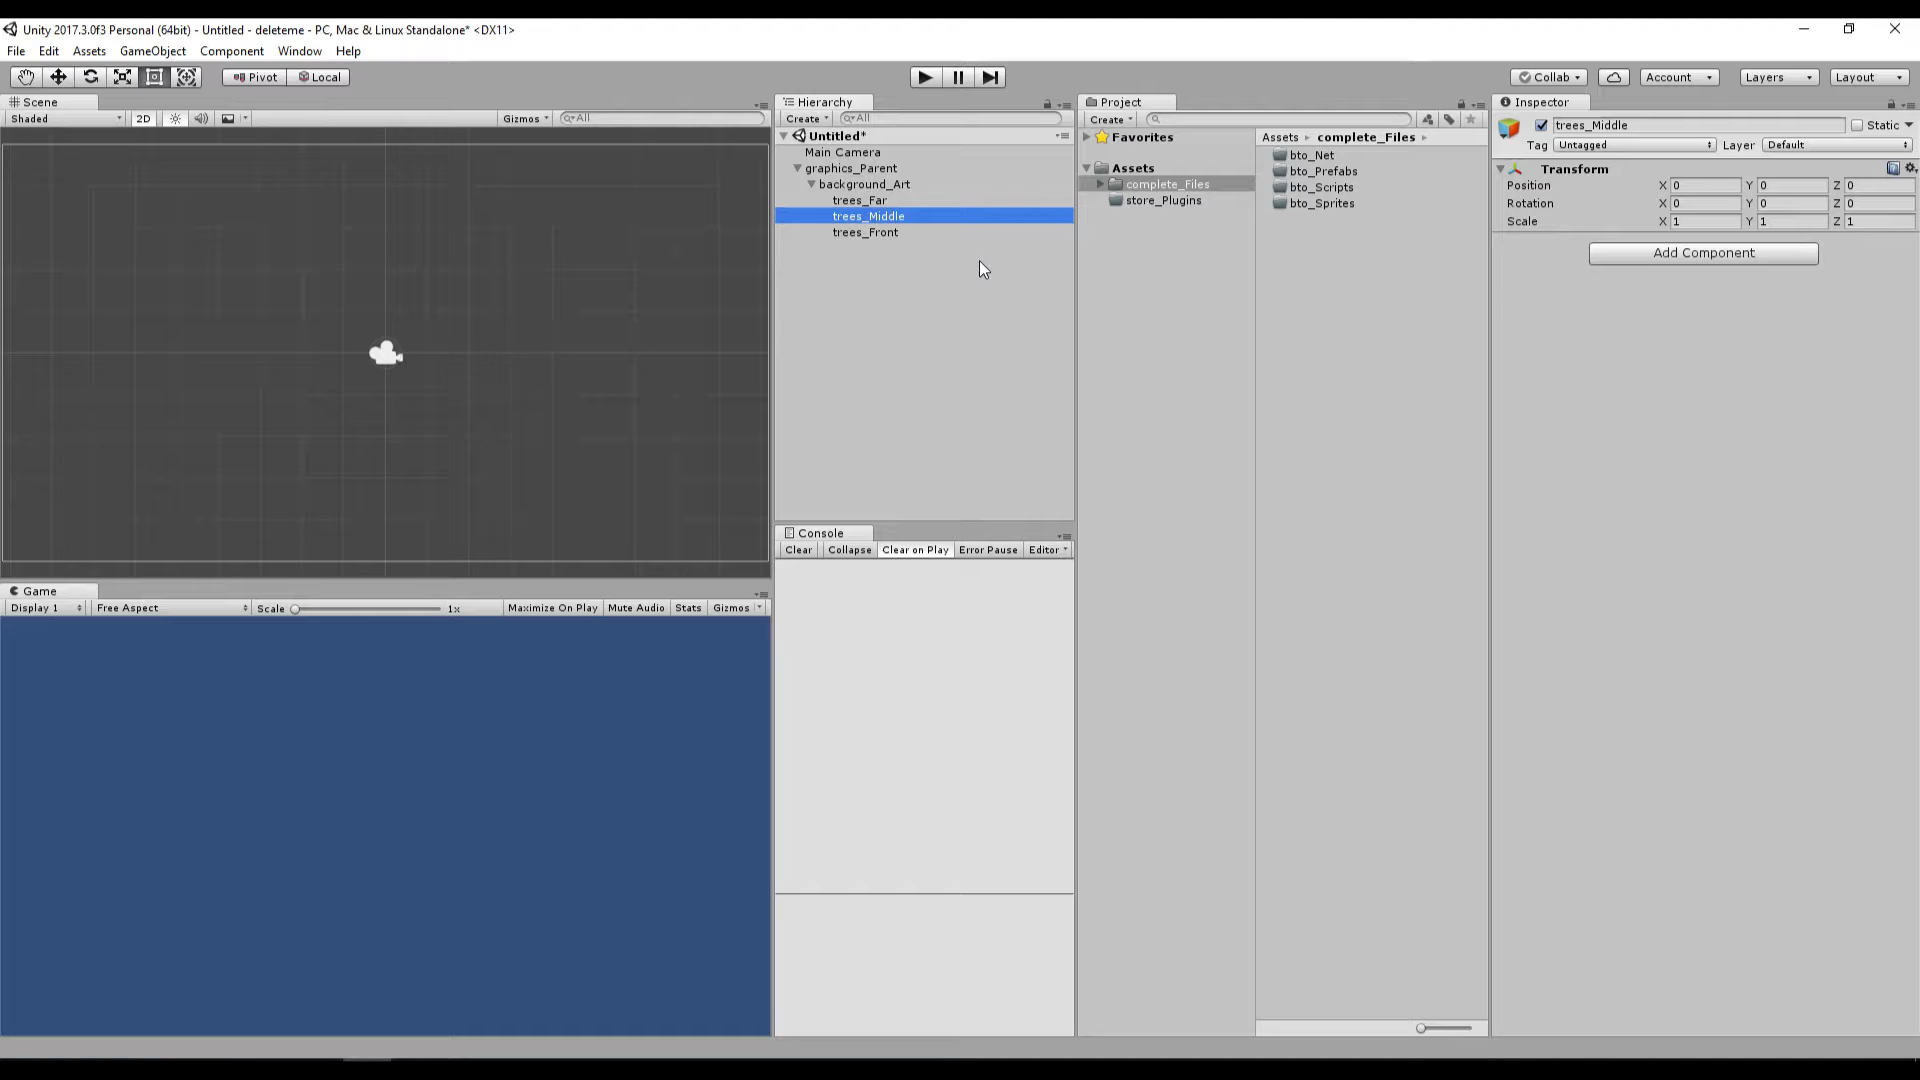 Unity 2017.3.0f3 Personal (64bit) - Untitled - deleteme - PC, Mac & Linux Standalone* <DX11>
File Edit Assets GameObject Component Window Help
Pivot Local Collab Account Layers Layout
Scene
Shaded 2D Gizmos All
Hierarchy
Create All
Untitled*
Main Camera
graphics_Parent
background_Art
trees_Far
trees_Middle
trees_Front
Console
Clear Collapse Clear on Play Error Pause Editor
Game
Display 1 Free Aspect Scale 1x Maximize On Play Mute Audio Stats Gizmos
Project
Create
Favorites
Assets
complete_Files
store_Plugins
Assets complete_Files
bto_Net
bto_Prefabs
bto_Scripts
bto_Sprites
Inspector
trees_Middle Static
Tag Untagged Layer Default
Transform
Position X 0 Y 0 Z 0
Rotation X 0 Y 0 Z 0
Scale X 1 Y 1 Z 1
Add Component